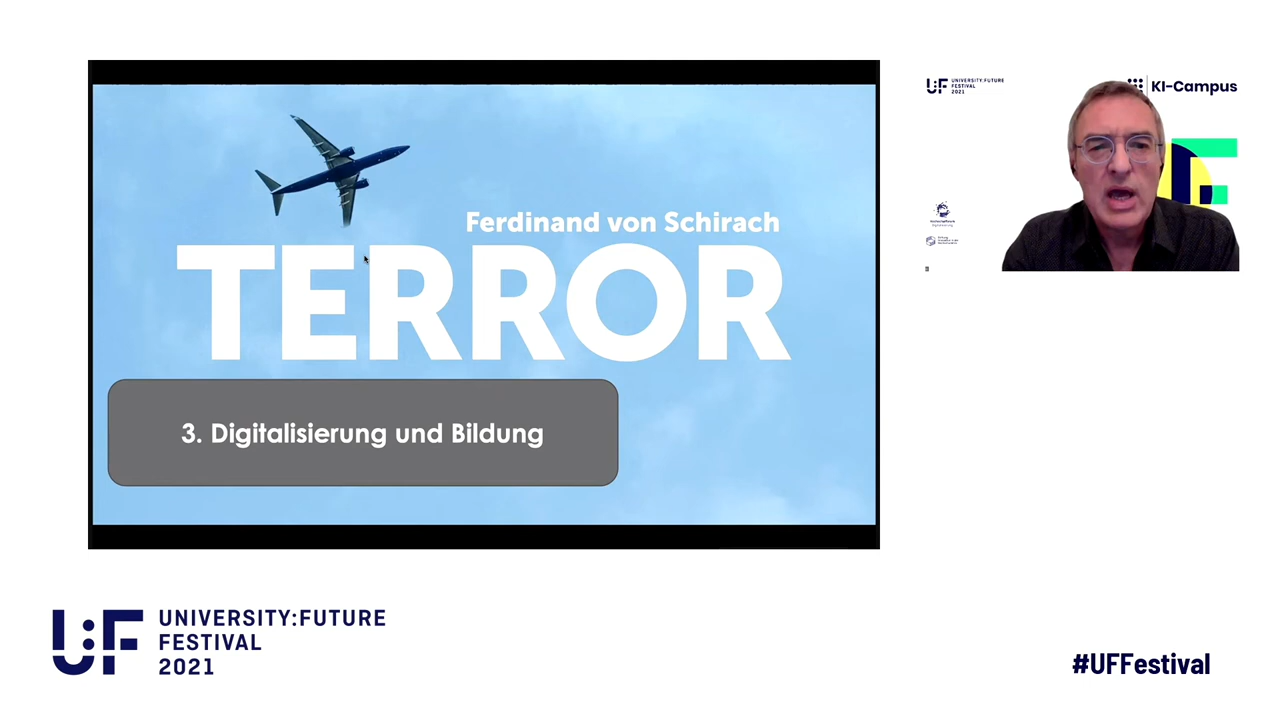 Ferdinand von Schirach
TERROR
3. Digitalisierung und Bildung
UNIVERSITY:FUTURE
FESTIVAL
2021
KI-Campus
UF UNIVERSITY:FUTURE
FESTIVAL
2021
#UFFestival